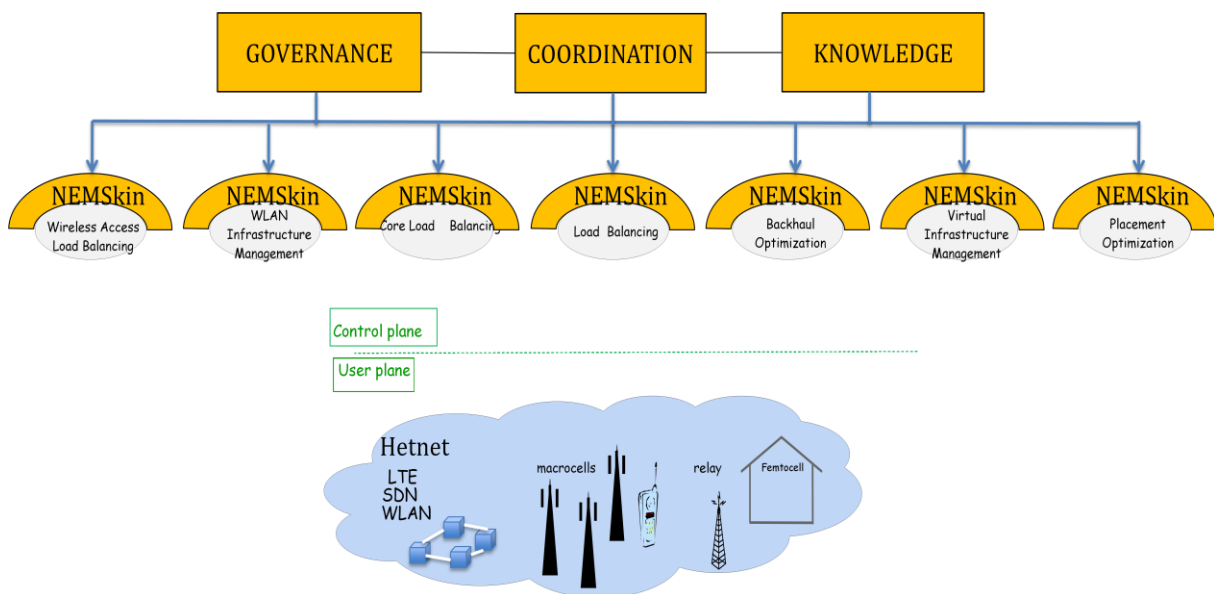 GOVERNANCE
COORDINATION
KNOWLEDGE
NEMSkin
Wireless Access
Load Balancing
NEMSkin
WLAN
Infrastructure
Management
NEMSkin
Core Load Balancing
NEMSkin
Load Balancing
NEMSkin
Backhaul
Optimization
NEMSkin
Virtual
Infrastructure
Management
NEMSkin
Placement
Optimization
Control plane
User plane
Hetnet
LTE
SDN
WLAN
macrocells
relay
Femtocell